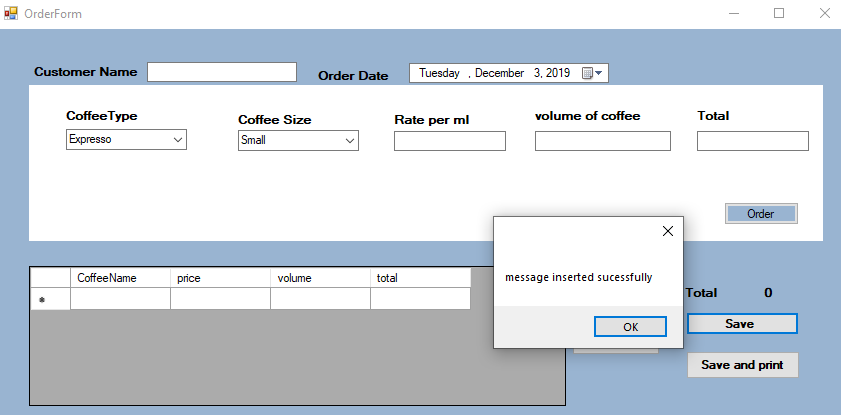 OrderForm
Customer Name
Order Date
Tuesday , December 3, 2019
CoffeeType
Coffee Size
Rate per ml
volume of coffee
Total
Expresso
Small
Order
message inserted sucessfully
OK
CoffeeName price volume total
*
Total 0
Save
Save and print